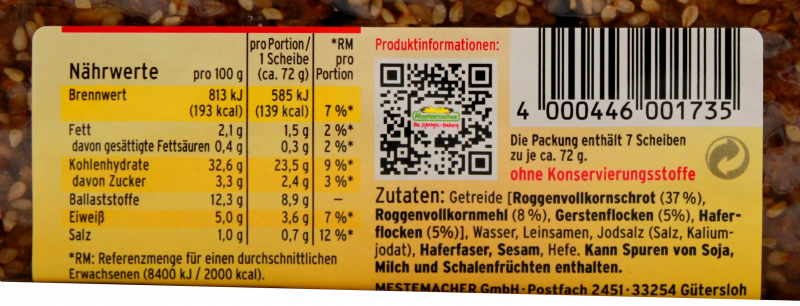 Nährwerte pro 100 g pro Portion/ 1 Scheibe (ca. 72 g) *RM pro Portion
Brennwert 813 kJ 585 kJ
(193 kcal) (139 kcal) 7 %*
Fett 2,1 g 1,5 g 2 %*
davon gesättigte Fettsäuren 0,4 g 0,3 g 2 %*
Kohlenhydrate 32,6 g 23,5 g 9 %*
davon Zucker 3,3 g 2,4 g 3 %*
Ballaststoffe 12,3 g 8,9 g –
Eiweiß 5,0 g 3,6 g 7 %*
Salz 1,0 g 0,7 g 12 %*
*RM: Referenzmenge für einen durchschnittlichen
Erwachsenen (8400 kJ / 2000 kcal).
Produktinformationen:
Mestemacher
the lifestyle-bakery
4 000446 001735
Die Packung enthält 7 Scheiben
zu je ca. 72 g.
ohne Konservierungsstoffe
Zutaten: Getreide [Roggenvollkornschrot (37 %),
Roggenvollkornmehl (8 %), Gerstenflocken (5%), Hafer-
flocken (5%)], Wasser, Leinsamen, Jodsalz (Salz, Kalium-
jodat), Haferfaser, Sesam, Hefe. Kann Spuren von Soja,
Milch und Schalenfrüchten enthalten.
MESTEMACHER GmbH · Postfach 2451 · 33254 Gütersloh